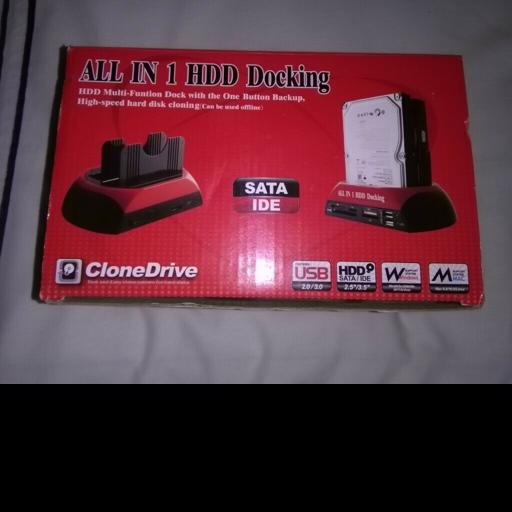 ALL IN 1 HDD Docking
HDD Multi-Funtion Dock with the One Button Backup,
High-speed hard disk cloning(Can be used offline)
SATA
IDE
ALL IN 1 HDD Docking
CloneDrive
USB
2.0/3.0
HDD
SATA/IDE
2.5"/3.5"
Windows
MAC